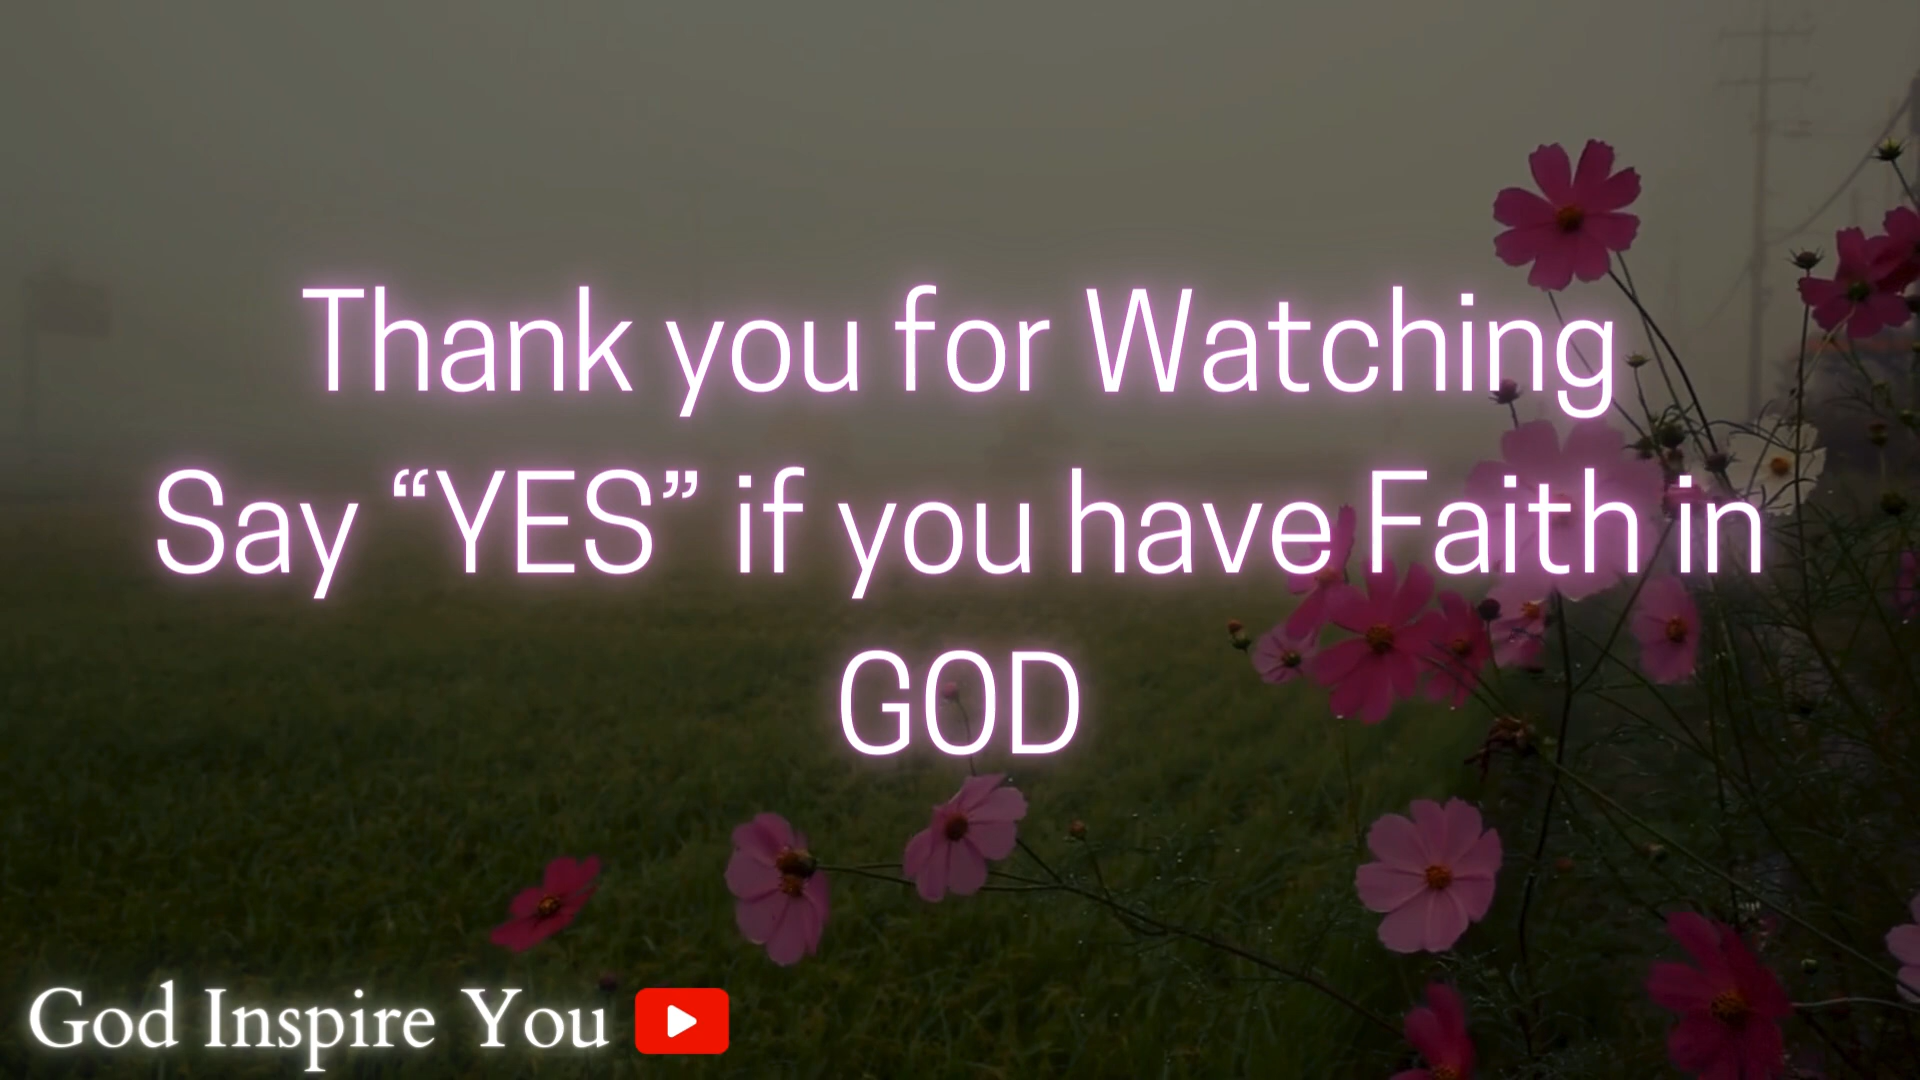 Thank you for Watching
Say “YES” if you have Faith in
GOD
God Inspire You